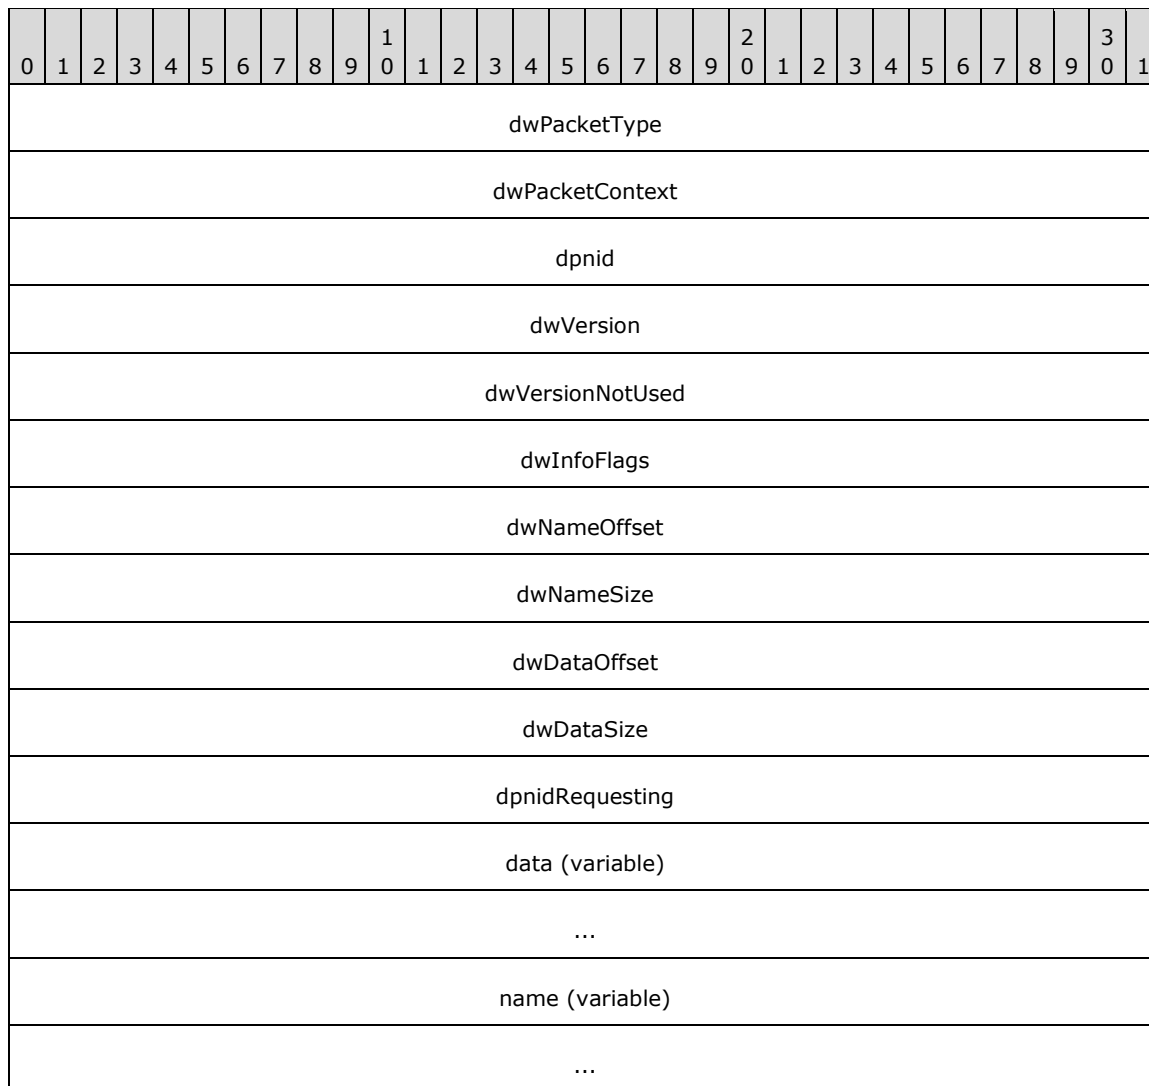 1 2 3
0 1 2 3 4 5 6 7 8 9 0 1 2 3 4 5 6 7 8 9 0 1 2 3 4 5 6 7 8 9 0 1
dwPacketType
dwPacketContext
dpnid
dwVersion
dwVersionNotUsed
dwInfoFlags
dwNameOffset
dwNameSize
dwDataOffset
dwDataSize
dpnidRequesting
data (variable)
...
name (variable)
...